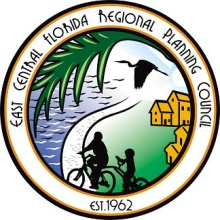 EAST CENTRAL FLORIDA REGIONAL PLANNING COUNCIL
EST.1962